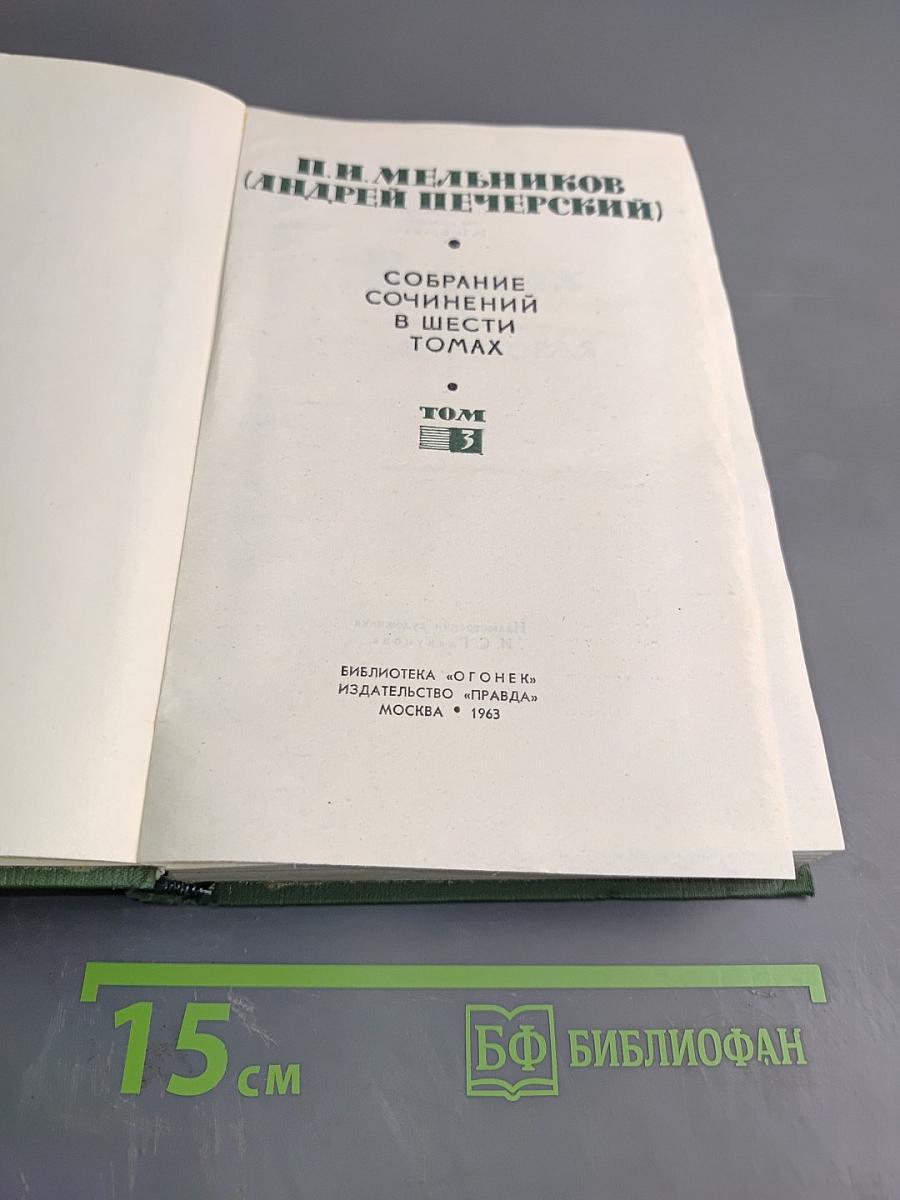 П. И. МЕЛЬНИКОВ
(АНДРЕЙ ПЕЧЕРСКИЙ)
•
СОБРАНИЕ
СОЧИНЕНИЙ
В ШЕСТИ
ТОМАХ
•
ТОМ
3
БИБЛИОТЕКА «ОГОНЕК»
ИЗДАТЕЛЬСТВО «ПРАВДА»
МОСКВА • 1963
15 см
БФ БИБЛИОФАН